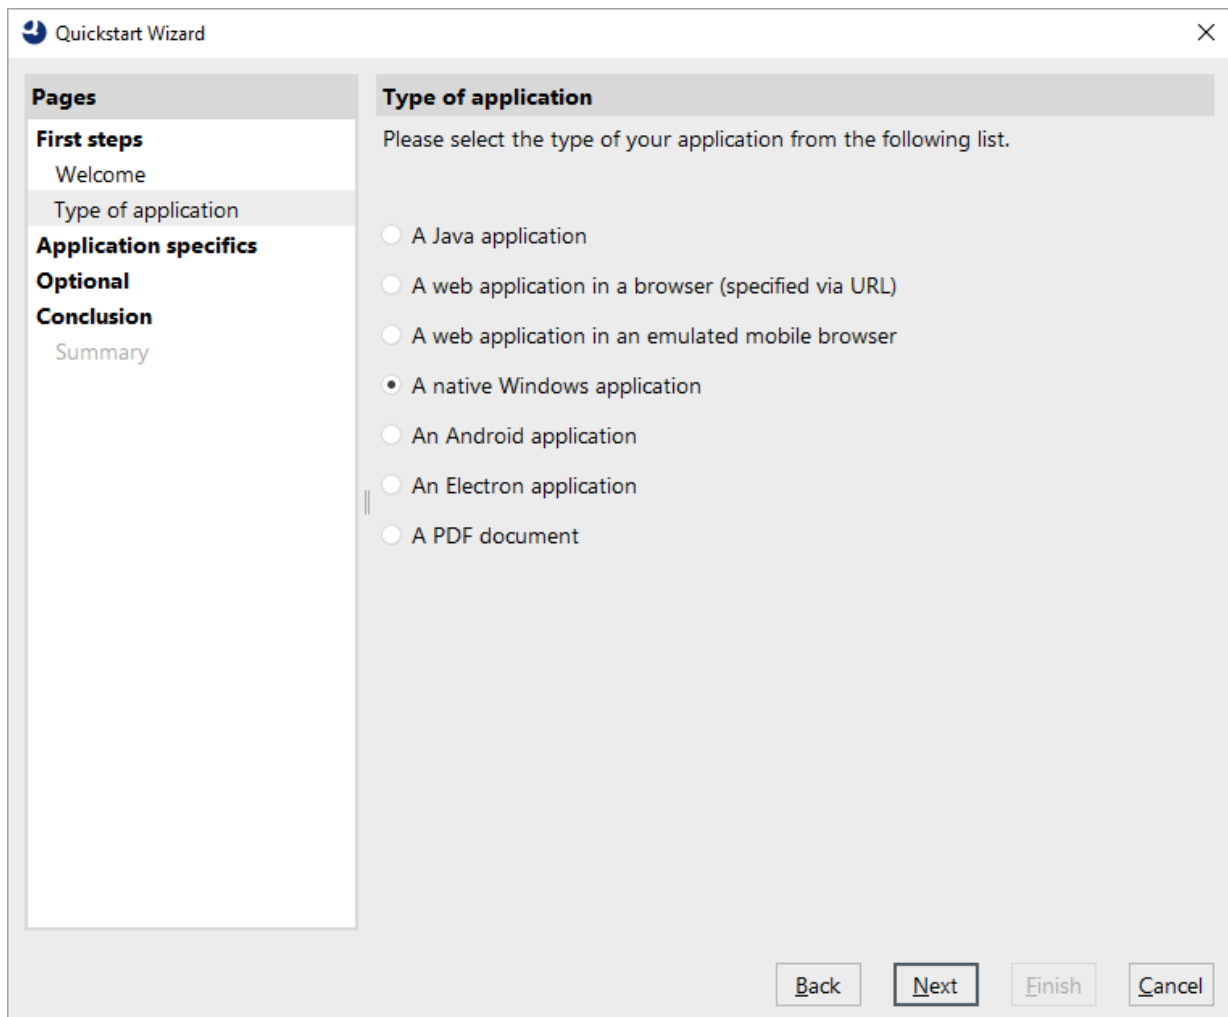 Quickstart Wizard
Pages
First steps
Welcome
Type of application
Application specifics
Optional
Conclusion
Summary
Type of application
Please select the type of your application from the following list.
A Java application
A web application in a browser (specified via URL)
A web application in an emulated mobile browser
A native Windows application
An Android application
An Electron application
A PDF document
Back Next Finish Cancel